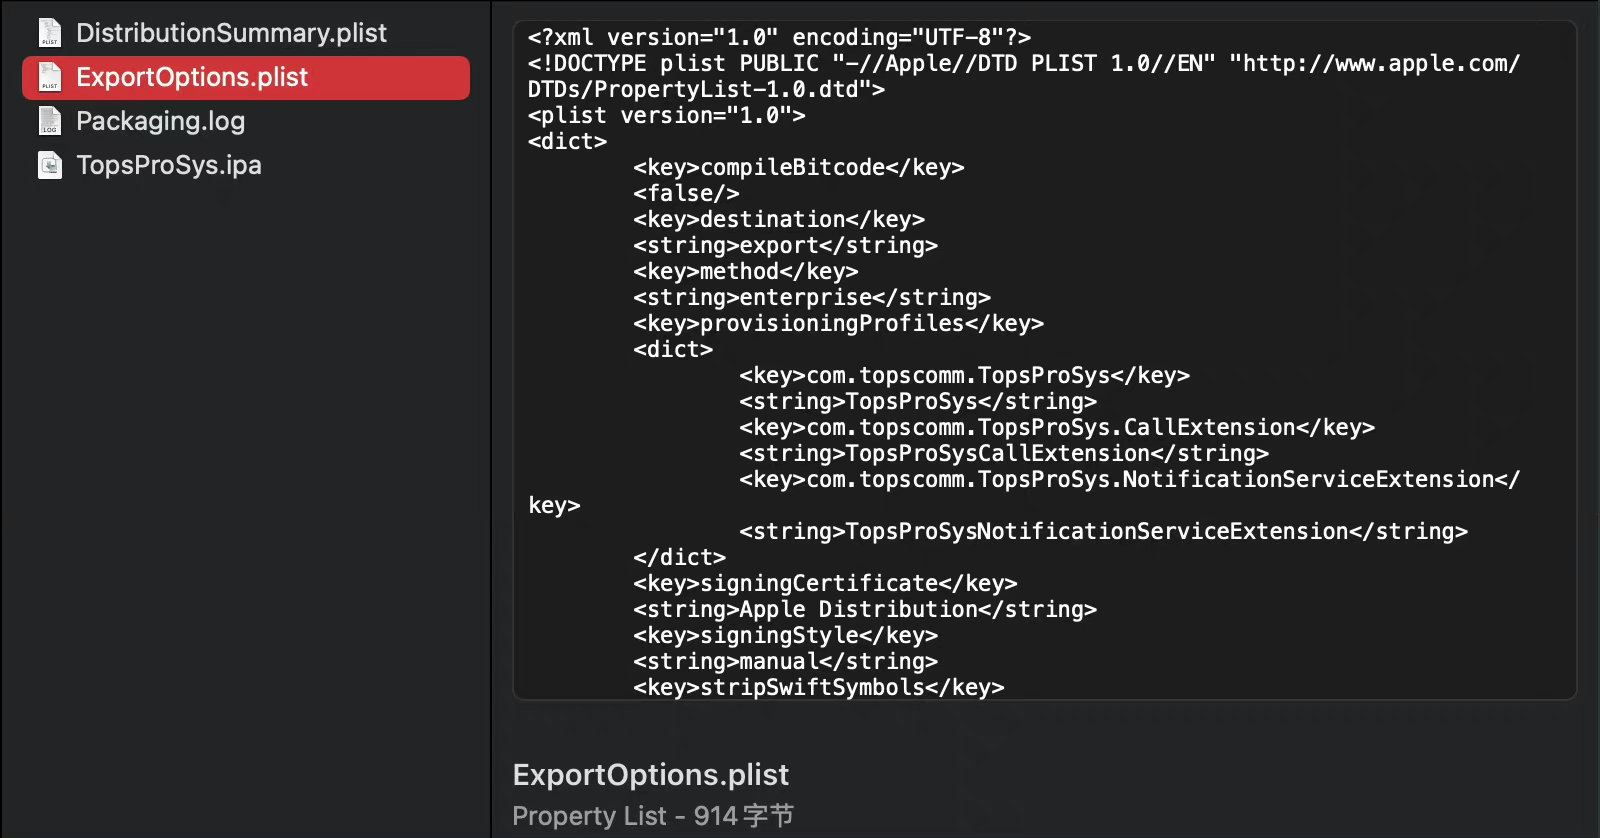 DistributionSummary.plist
ExportOptions.plist
Packaging.log
TopsProSys.ipa
<?xml version="1.0" encoding="UTF-8"?>
<!DOCTYPE plist PUBLIC "-//Apple//DTD PLIST 1.0//EN" "http://www.apple.com/
DTDs/PropertyList-1.0.dtd">
<plist version="1.0">
<dict>
<key>compileBitcode</key>
<false/>
<key>destination</key>
<string>export</string>
<key>method</key>
<string>enterprise</string>
<key>provisioningProfiles</key>
<dict>
<key>com.topscomm.TopsProSys</key>
<string>TopsProSys</string>
<key>com.topscomm.TopsProSys.CallExtension</key>
<string>TopsProSysCallExtension</string>
<key>com.topscomm.TopsProSys.NotificationServiceExtension</
key>
<string>TopsProSysNotificationServiceExtension</string>
</dict>
<key>signingCertificate</key>
<string>Apple Distribution</string>
<key>signingStyle</key>
<string>manual</string>
<key>stripSwiftSymbols</key>
ExportOptions.plist
Property List - 914字节